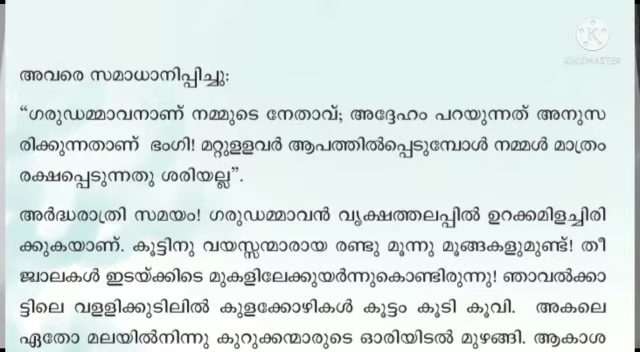 KINEMASTER
അവരെ സമാധാനിപ്പിച്ചു:
“ഗരുഡമ്മാവനാണ് നമ്മുടെ നേതാവ്; അദ്ദേഹം പറയുന്നത് അനുസ
രിക്കുന്നതാണ് ഭംഗി! മറ്റുള്ളവർ ആപത്തിൽപ്പെടുമ്പോൾ നമ്മൾ മാത്രം
രക്ഷപ്പെടുന്നതു ശരിയല്ല”.
അർദ്ധരാത്രി സമയം! ഗരുഡമ്മാവൻ വൃക്ഷത്തലപ്പിൽ ഉറക്കമിളച്ചിരി
ക്കുകയാണ്. കൂട്ടിനു വയസ്സന്മാരായ രണ്ടു മൂന്നു മൂങ്ങകളുമുണ്ട്! തീ
ജ്വാലകൾ ഇടയ്ക്കിടെ മുകളിലേക്കുയർന്നുകൊണ്ടിരുന്നു! ഞാവൽക്കാ
ട്ടിലെ വള്ളിക്കുടിലിൽ കുളക്കോഴികൾ കൂട്ടം കൂടി കൂവി. അകലെ
ഏതോ മലയിൽനിന്നു കുറുക്കന്മാരുടെ ഓരിയിടൽ മുഴങ്ങി. ആകാശ